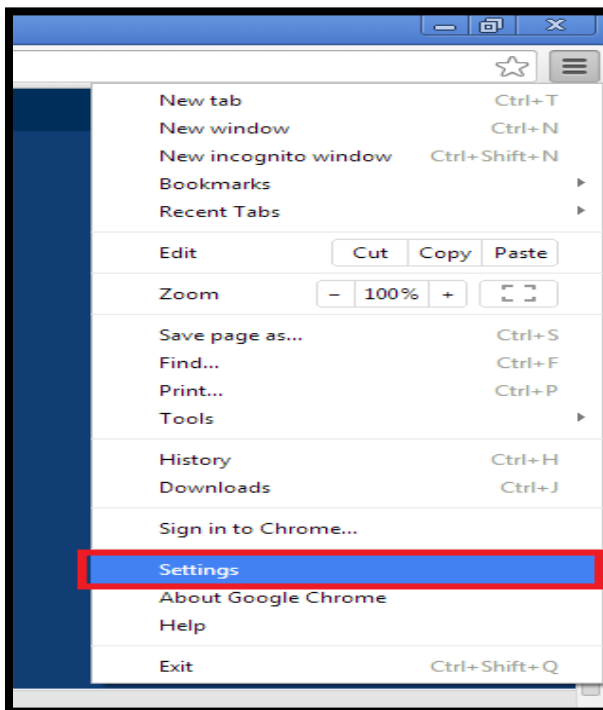 New tab Ctrl+T
New window Ctrl+N
New incognito window Ctrl+Shift+N
Bookmarks
Recent Tabs
Edit Cut Copy Paste
Zoom − 100% +
Save page as... Ctrl+S
Find... Ctrl+F
Print... Ctrl+P
Tools
History Ctrl+H
Downloads Ctrl+J
Sign in to Chrome...
Settings
About Google Chrome
Help
Exit Ctrl+Shift+Q